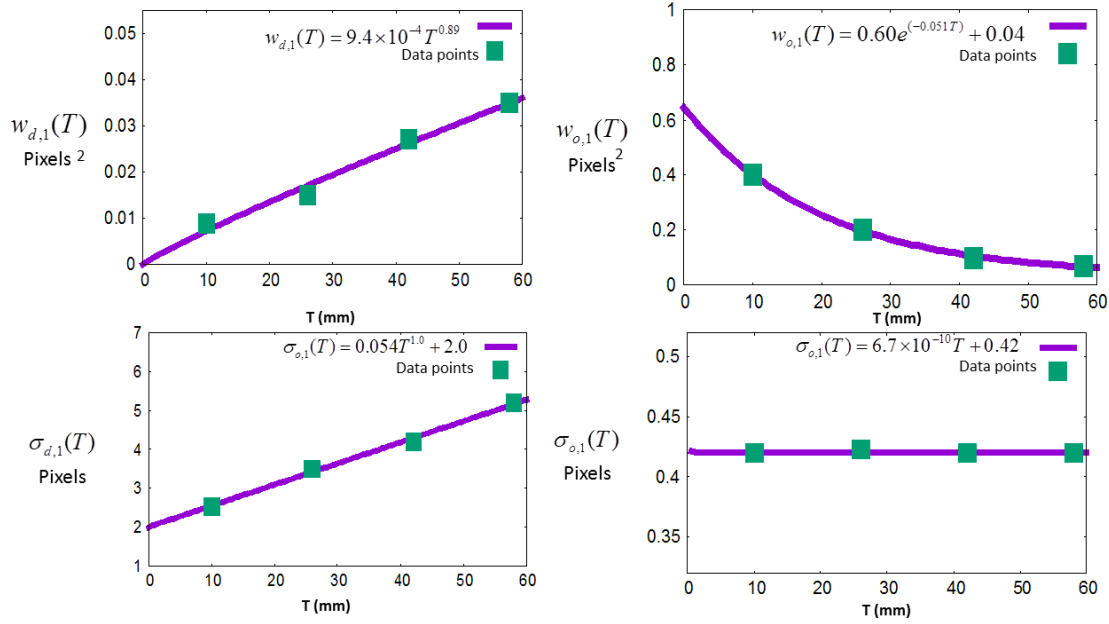 0.05
0.04
0.03
0.02
0.01
0
w_{d,1}(T) = 9.4×10^{-4}T^{0.89}
Data points
w_{d,1}(T)
Pixels ^2
0 10 20 30 40 50 60
T (mm)
1
0.8
0.6
0.4
0.2
0
w_{o,1}(T) = 0.60e^{(-0.051T)} + 0.04
Data points
w_{o,1}(T)
Pixels^2
0 10 20 30 40 50 60
T (mm)
7
6
5
4
3
2
1
σ_{o,1}(T) = 0.054T^{1.0} + 2.0
Data points
σ_{d,1}(T)
Pixels
0 10 20 30 40 50 60
T (mm)
0.5
0.45
0.4
0.35
σ_{o,1}(T) = 6.7×10^{-10}T + 0.42
Data points
σ_{o,1}(T)
Pixels
0 10 20 30 40 50 60
T (mm)